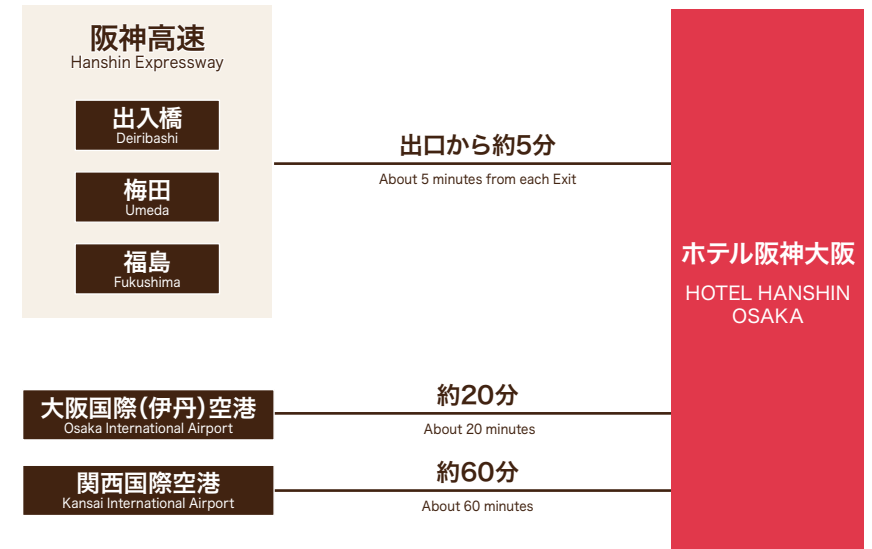 阪神高速
Hanshin Expressway
出入橋
Deiribashi
梅田
Umeda
福島
Fukushima
出口から約5分
About 5 minutes from each Exit
ホテル阪神大阪
HOTEL HANSHIN
OSAKA
大阪国際(伊丹)空港
Osaka International Airport
約20分
About 20 minutes
関西国際空港
Kansai International Airport
約60分
About 60 minutes